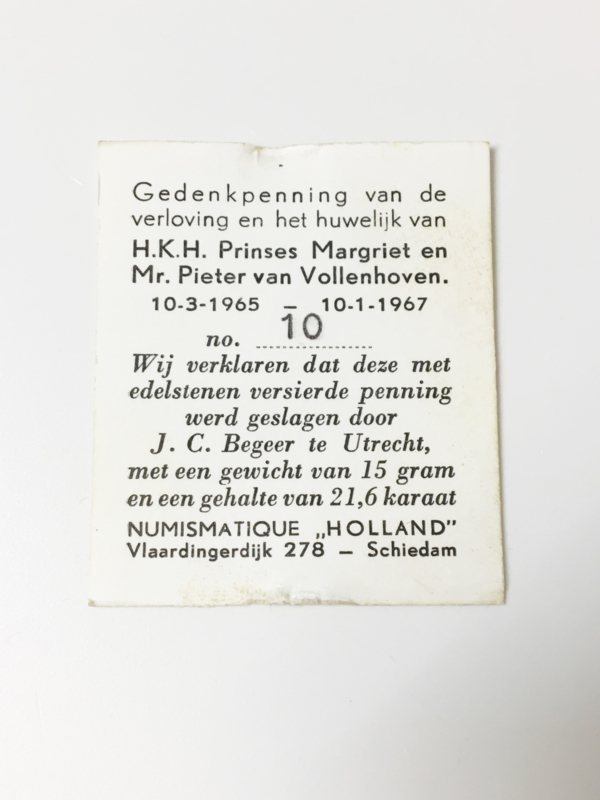 Gedenkpenning van de
verloving en het huwelijk van
H.K.H. Prinses Margriet en
Mr. Pieter van Vollenhoven.
10-3-1965 – 10-1-1967
no. 10
Wij verklaren dat deze met
edelstenen versierde penning
werd geslagen door
J. C. Begeer te Utrecht,
met een gewicht van 15 gram
en een gehalte van 21,6 karaat
NUMISMATIQUE „HOLLAND”
Vlaardingerdijk 278 – Schiedam